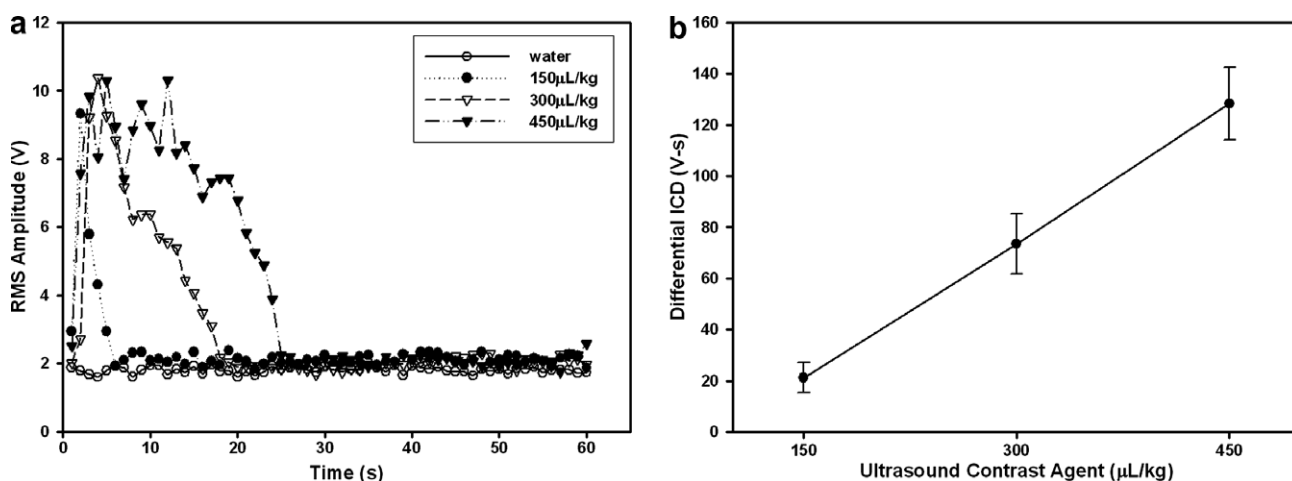 a
12
10
8
6
4
2
0
RMS Amplitude (V)
0 10 20 30 40 50 60
Time (s)
water
150µL/kg
300µL/kg
450µL/kg
b
160
140
120
100
80
60
40
20
0
Differential ICD (V-s)
150 300 450
Ultrasound Contrast Agent (µL/kg)